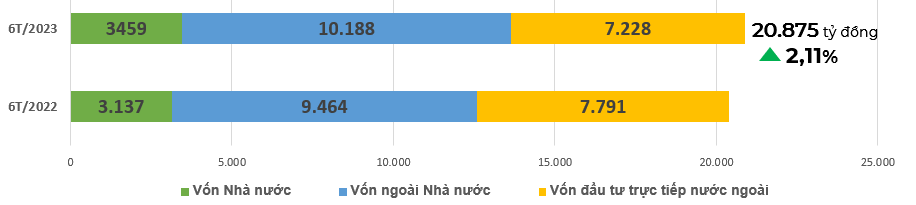 6T/2023 3459 10.188 7.228 20.875 tỷ đồng
2,11%
6T/2022 3.137 9.464 7.791
0 5.000 10.000 15.000 20.000 25.000
Vốn Nhà nước Vốn ngoài Nhà nước Vốn đầu tư trực tiếp nước ngoài